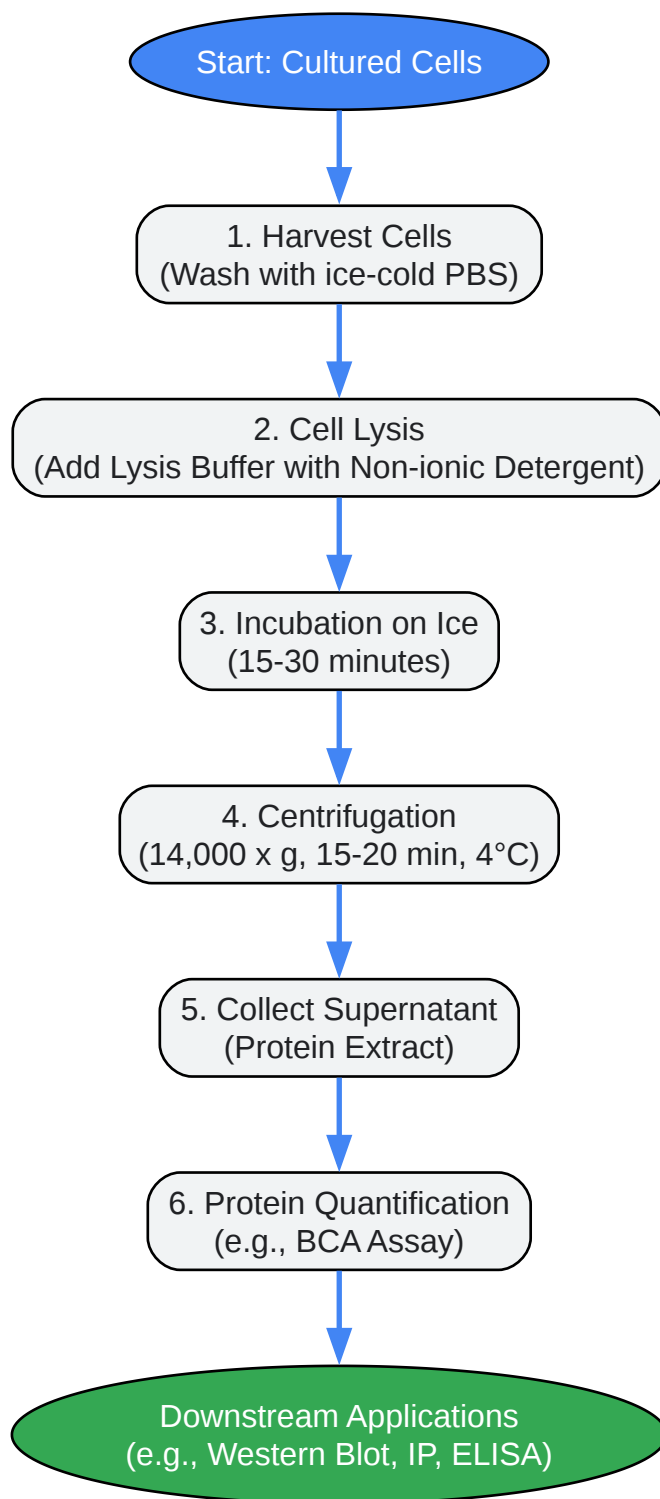 Start: Cultured Cells
1. Harvest Cells
(Wash with ice-cold PBS)
2. Cell Lysis
(Add Lysis Buffer with Non-ionic Detergent)
3. Incubation on Ice
(15-30 minutes)
4. Centrifugation
(14,000 x g, 15-20 min, 4°C)
5. Collect Supernatant
(Protein Extract)
6. Protein Quantification
(e.g., BCA Assay)
Downstream Applications
(e.g., Western Blot, IP, ELISA)